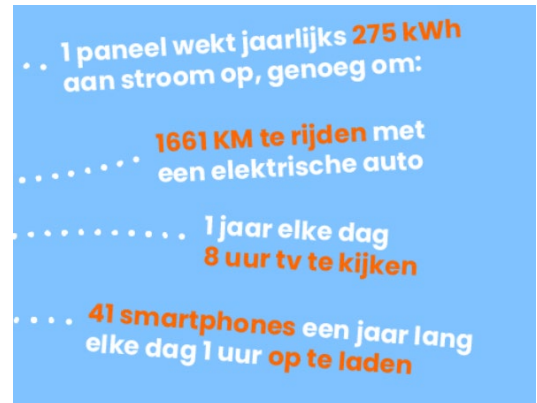 1 paneel wekt jaarlijks 275 kWh
aan stroom op, genoeg om:
1661 KM te rijden met
een elektrische auto
1 jaar elke dag
8 uur tv te kijken
41 smartphones een jaar lang
elke dag 1 uur op te laden